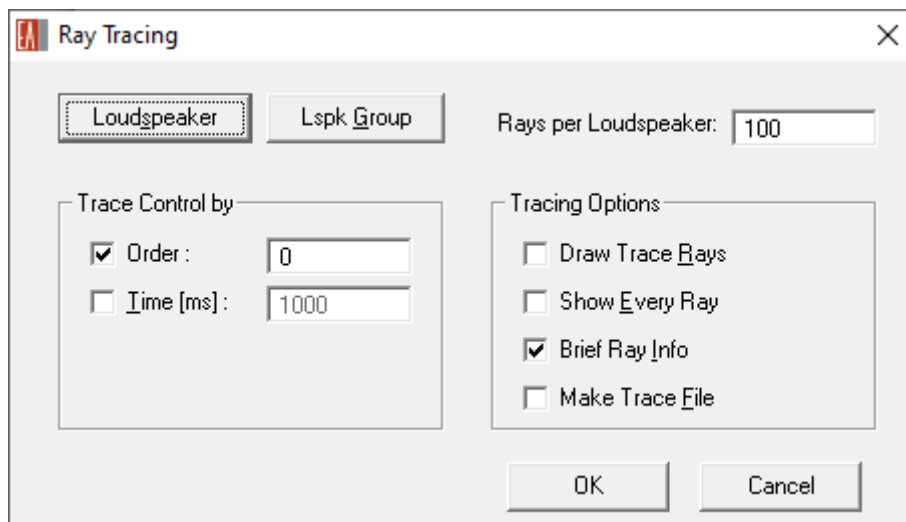 EA Ray Tracing
Loudspeaker Lspk Group Rays per Loudspeaker: 100
Trace Control by
Order : 0
Time [ms] : 1000
Tracing Options
Draw Trace Rays
Show Every Ray
Brief Ray Info
Make Trace File
OK Cancel